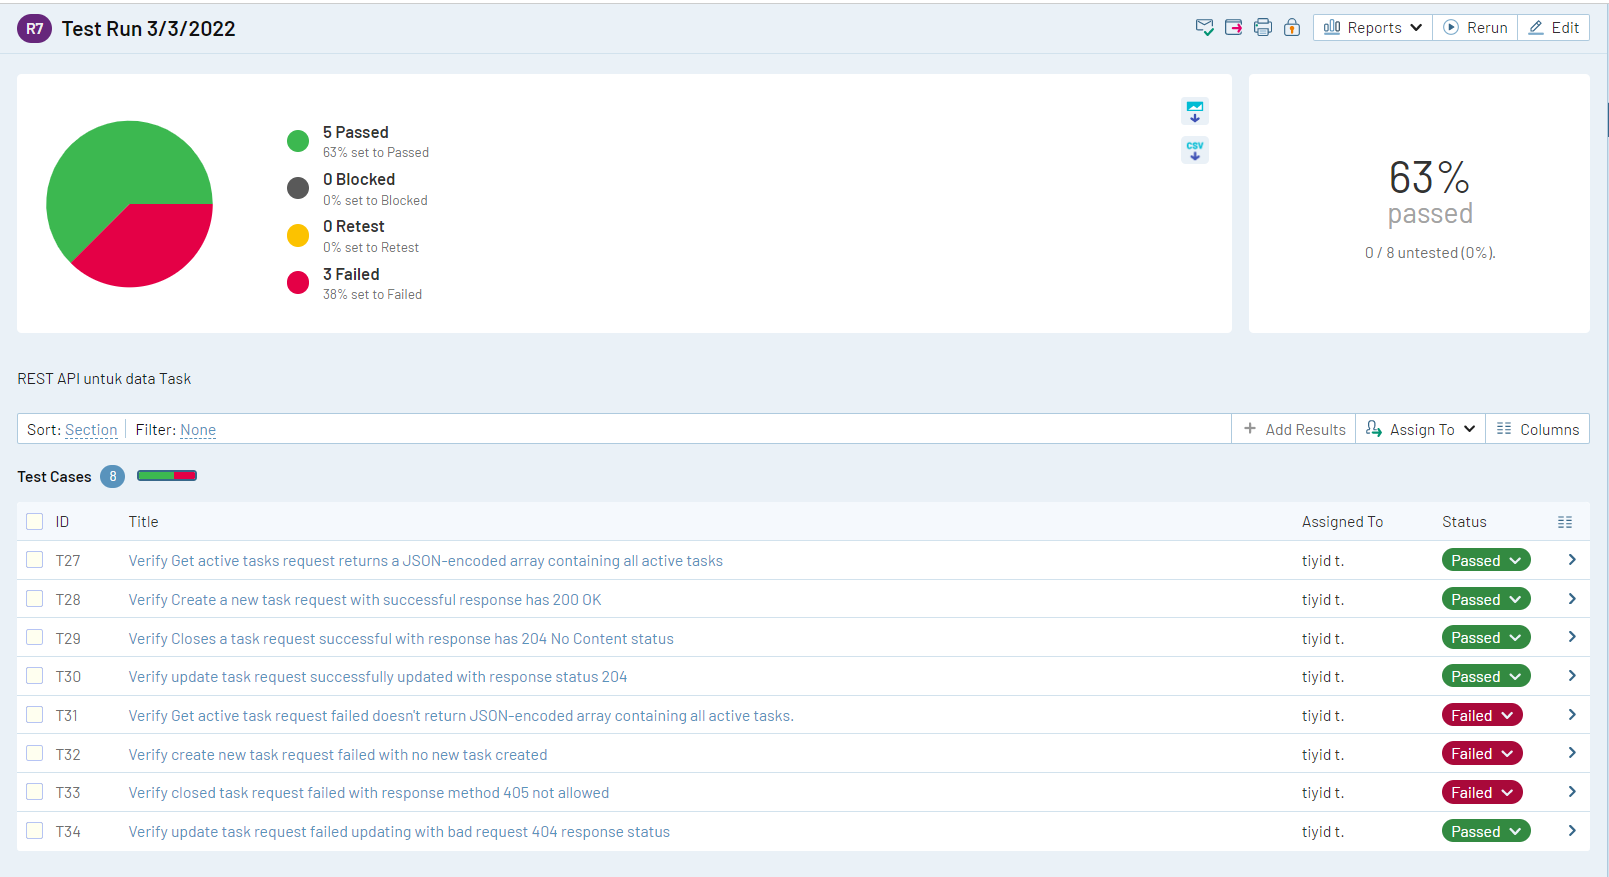 R7 Test Run 3/3/2022 Reports Rerun Edit
5 Passed
63% set to Passed
0 Blocked
0% set to Blocked
0 Retest
0% set to Retest
3 Failed
38% set to Failed
CSV
63%
passed
0 / 8 untested (0%).
REST API untuk data Task
Sort: Section Filter: None + Add Results Assign To Columns
Test Cases 8
ID Title Assigned To Status
T27 Verify Get active tasks request returns a JSON-encoded array containing all active tasks tiyid t. Passed
T28 Verify Create a new task request with successful response has 200 OK tiyid t. Passed
T29 Verify Closes a task request successful with response has 204 No Content status tiyid t. Passed
T30 Verify update task request successfully updated with response status 204 tiyid t. Passed
T31 Verify Get active task request failed doesn't return JSON-encoded array containing all active tasks. tiyid t. Failed
T32 Verify create new task request failed with no new task created tiyid t. Failed
T33 Verify closed task request failed with response method 405 not allowed tiyid t. Failed
T34 Verify update task request failed updating with bad request 404 response status tiyid t. Passed